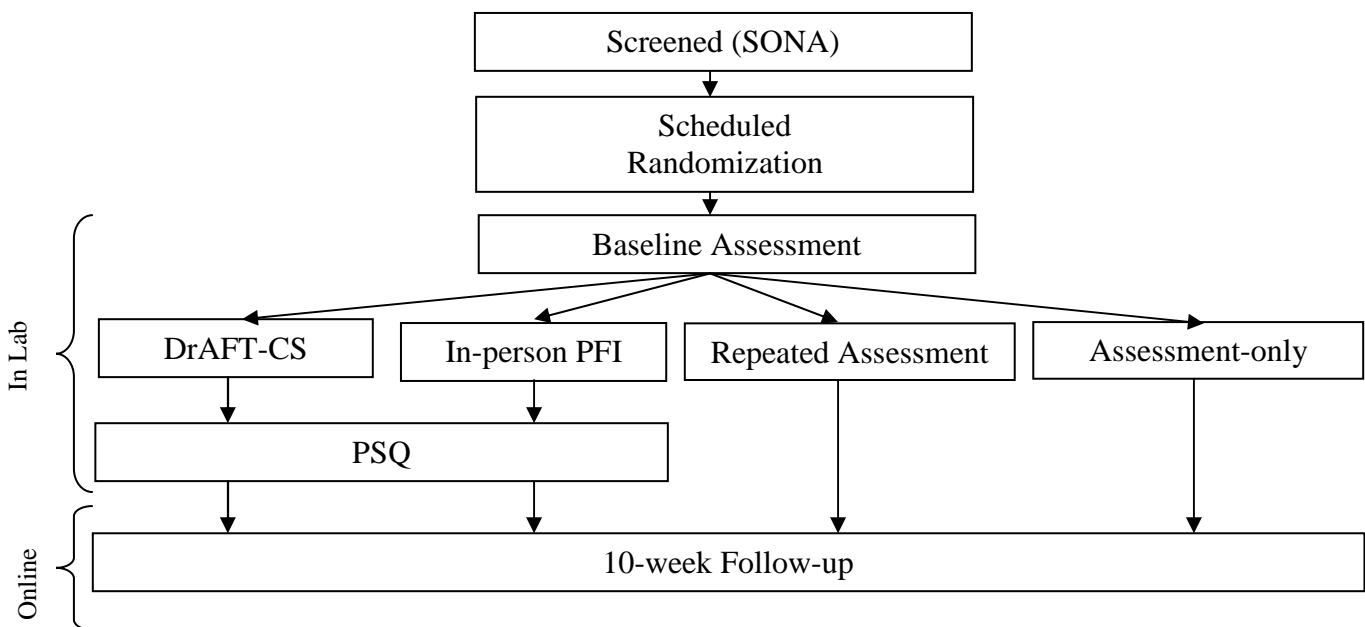 Screened (SONA)
Scheduled
Randomization
Baseline Assessment
In Lab
DrAFT-CS
In-person PFI
Repeated Assessment
Assessment-only
PSQ
Online
10-week Follow-up